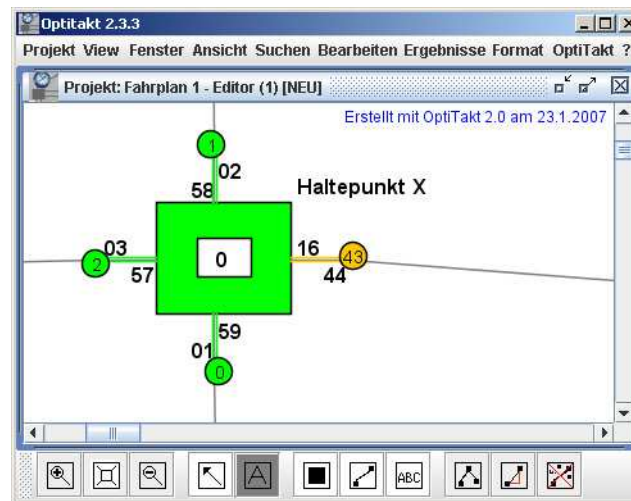 Optitakt 2.3.3
Projekt View Fenster Ansicht Suchen Bearbeiten Ergebnisse Format OptiTakt ?
Projekt: Fahrplan 1 - Editor (1) [NEU]
Erstellt mit OptiTakt 2.0 am 23.1.2007
1
02
58
Haltepunkt X
03
16
2
0
43
57
44
59
01
0
A
ABC